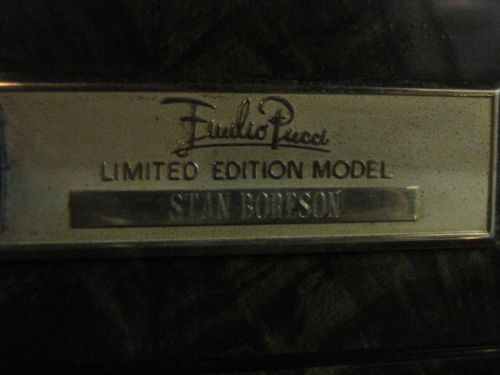 Emilio Pucci
LIMITED EDITION MODEL
STAN BORESON